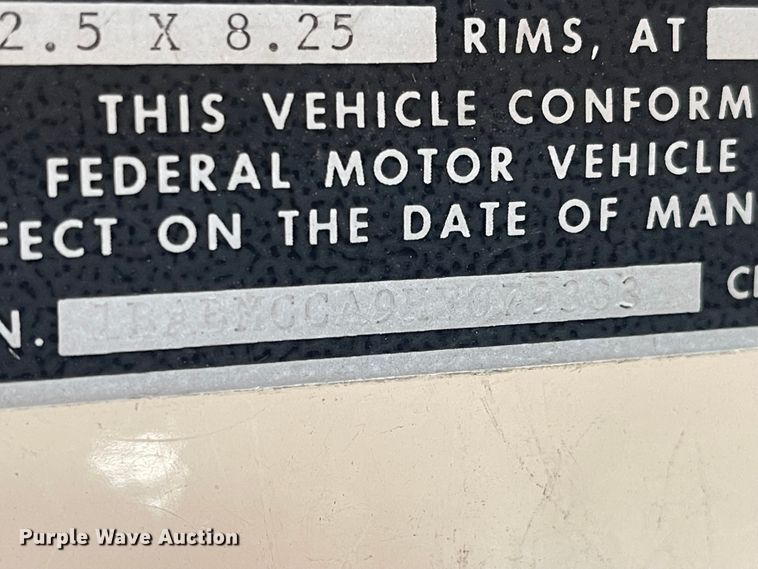 2.5 X 8.25 RIMS, AT
THIS VEHICLE CONFORM
FEDERAL MOTOR VEHICLE
FECT ON THE DATE OF MAN
N.
Purple Wave Auction